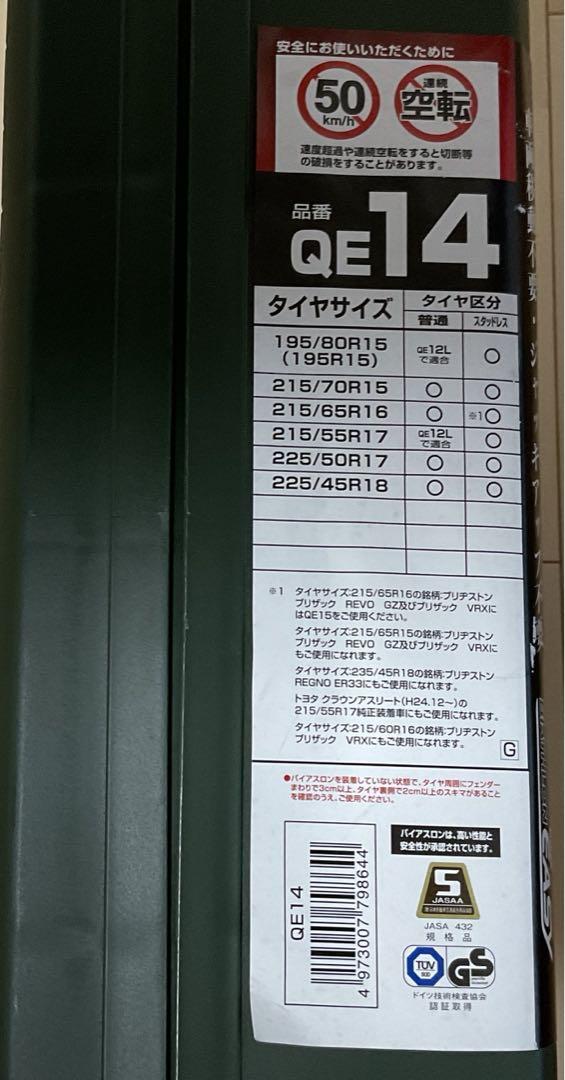 安全にお使いいただくために
50
km/h
連続
空転
速度超過や連続空転をすると切断等
の破損をすることがあります。
品番
QE14
タイヤサイズ
タイヤ区分
普通
スタッドレス
195/80R15
(195R15)
QE12L
で適合
○
215/70R15 ○ ○
215/65R16 ○ ※1○
215/55R17
QE12L
で適合
○
225/50R17 ○ ○
225/45R18 ○ ○
※1 タイヤサイズ:215/65R16の銘柄:ブリヂストン
ブリザック REVO GZ及びブリザック VRXに
はQE15をご使用ください。
タイヤサイズ:215/65R15の銘柄:ブリヂストン
ブリザック REVO GZ及びブリザック VRXに
もご使用になれます。
タイヤサイズ:235/45R18の銘柄:ブリヂストン
REGNO ER33にもご使用になれます。
トヨタ クラウンアスリート(H24.12~)の
215/55R17純正装着車にもご使用になれます。
タイヤサイズ:215/60R16の銘柄:ブリヂストン
ブリザック VRXにもご使用になれます。
G
●バイアスロンを装着していない状態で、タイヤ周囲にフェンダー
まわりで3cm以上、タイヤ裏側で2cm以上のスキマがあること
を確認のうえ、ご使用ください。
QE14
4 973007 798644
バイアスロンは、高い性能と
安全性が承認されています。
S
JASAA
JASA 432
規格品
TÜV
SÜD
GS
ドイツ技術検査協会
認証取得
EASY